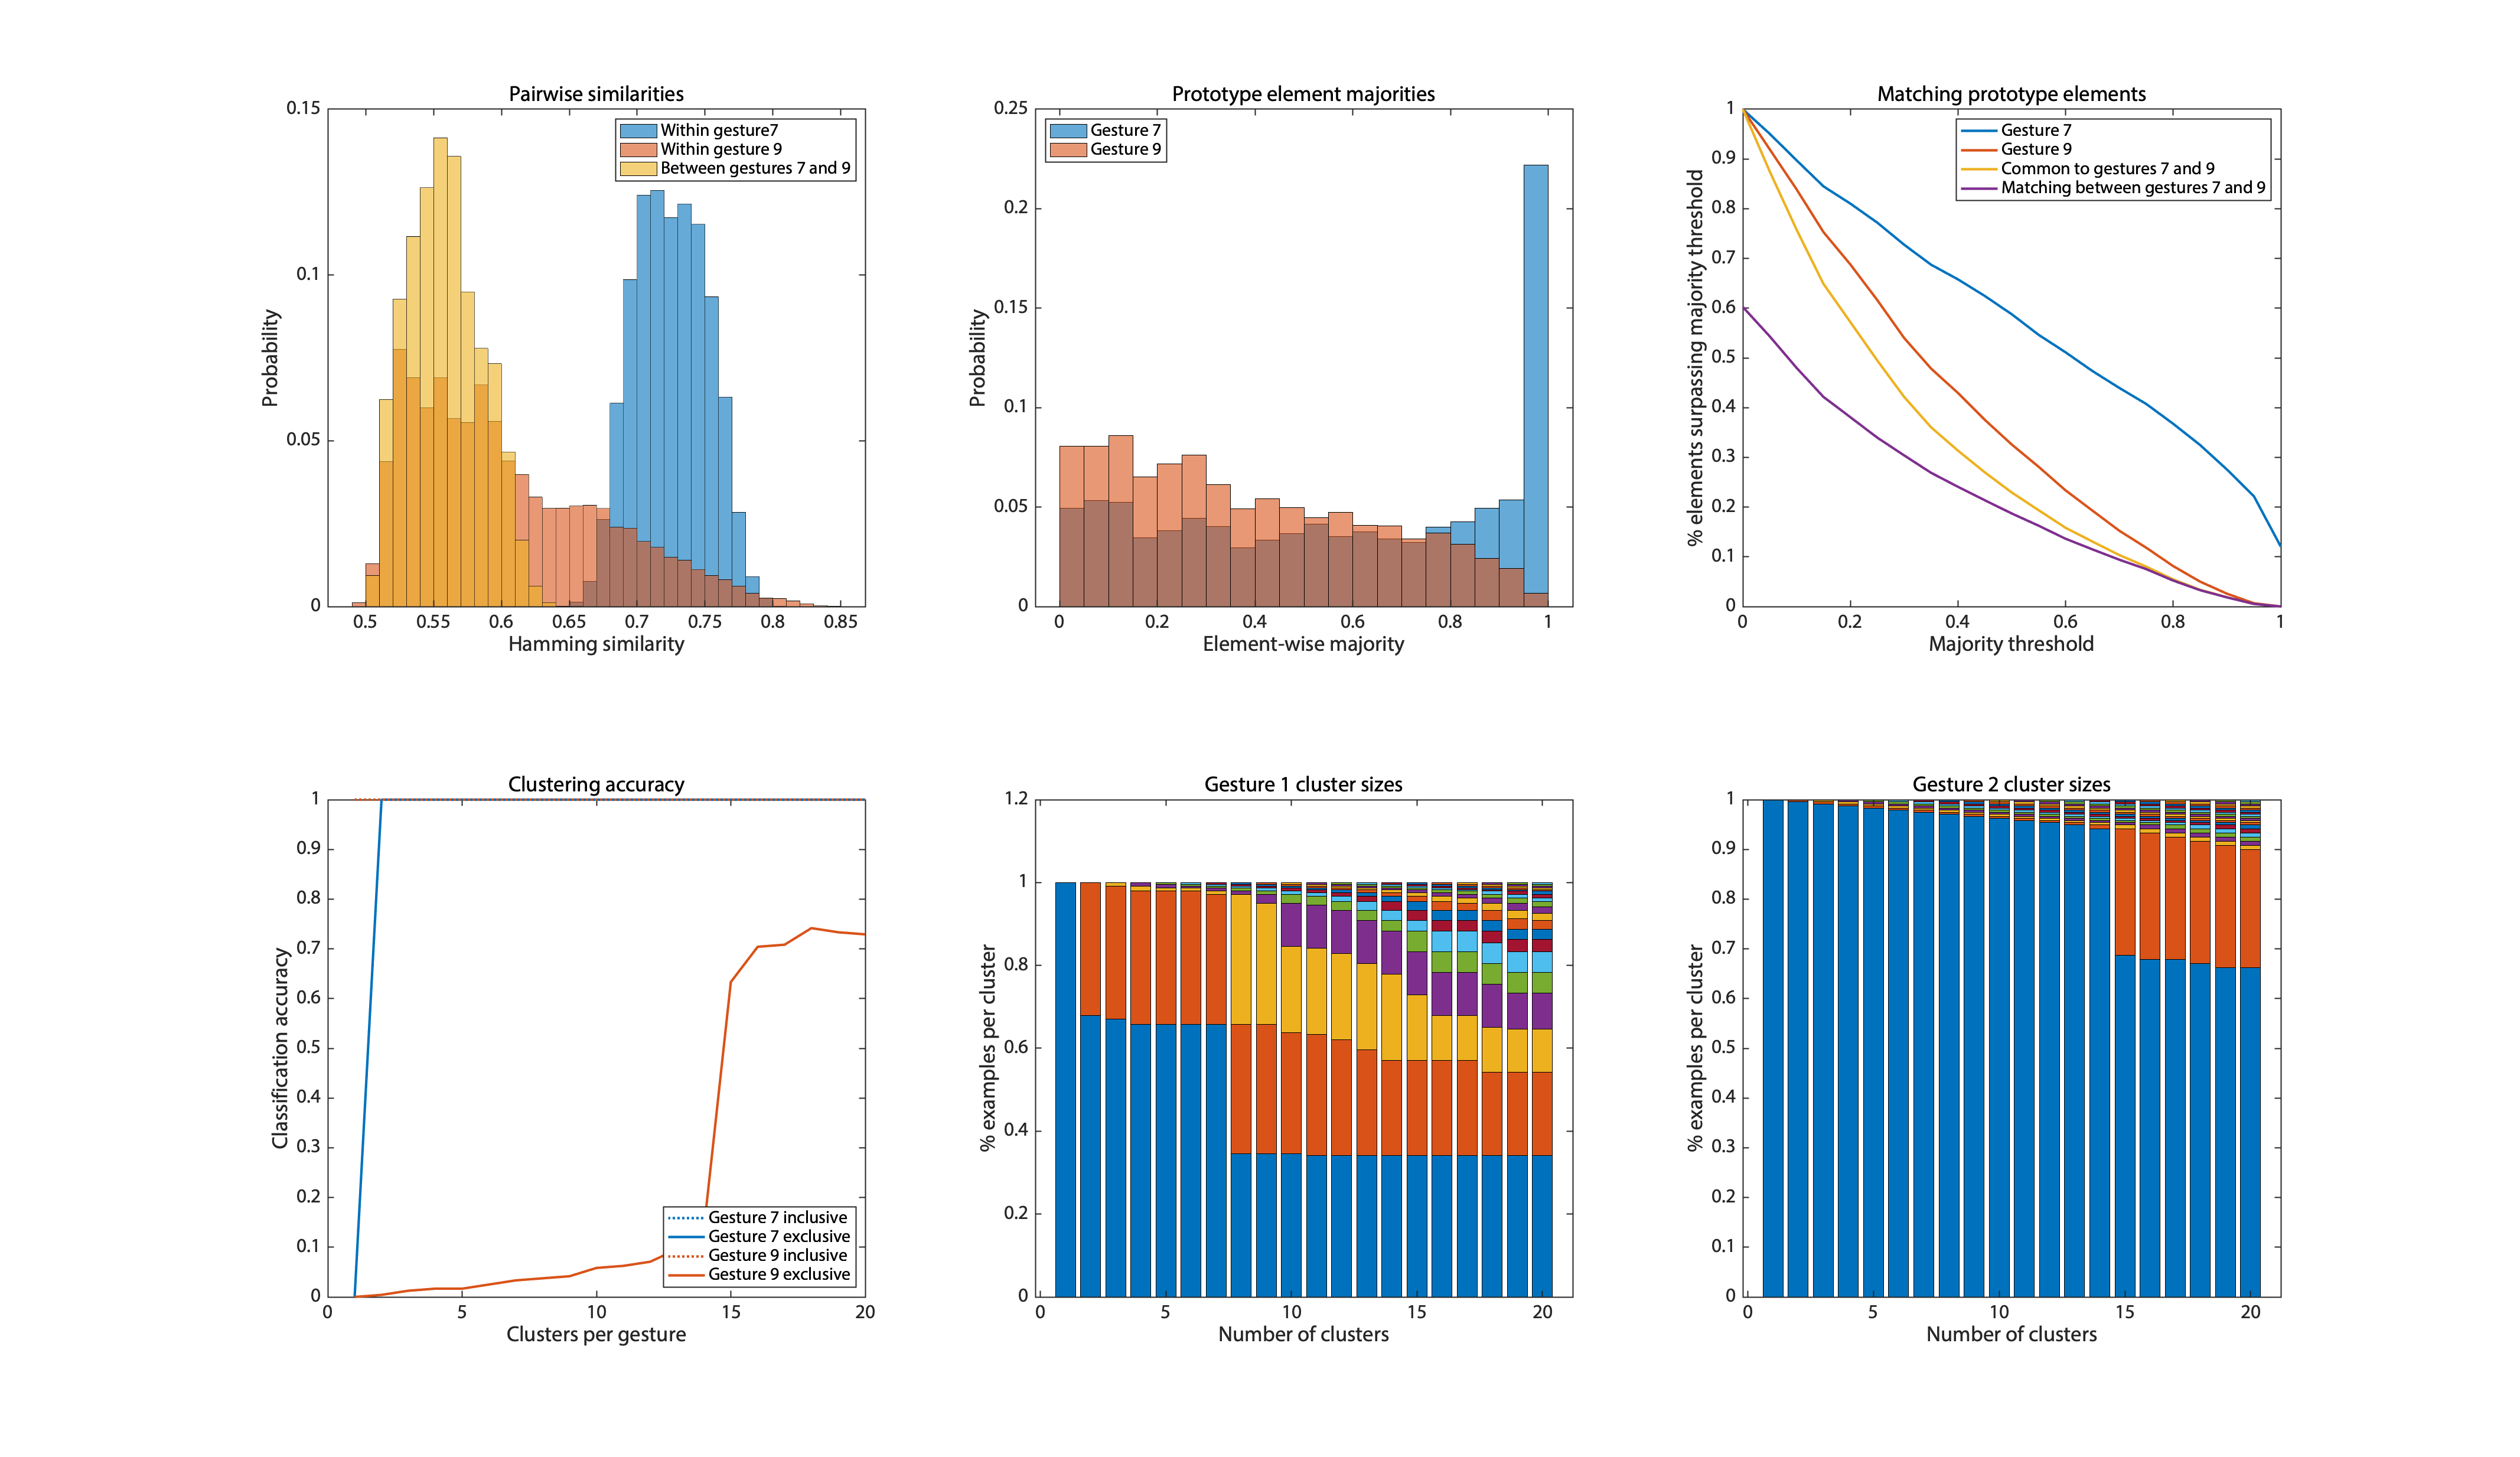 Pairwise similarities
0.15
0.1
0.05
0
Probability
Within gesture7
Within gesture 9
Between gestures 7 and 9
0.5 0.55 0.6 0.65 0.7 0.75 0.8 0.85
Hamming similarity
Prototype element majorities
0.25
0.2
0.15
0.1
0.05
0
Probability
Gesture 7
Gesture 9
0 0.2 0.4 0.6 0.8 1
Element-wise majority
Matching prototype elements
1
0.9
0.8
0.7
0.6
0.5
0.4
0.3
0.2
0.1
0
% elements surpassing majority threshold
Gesture 7
Gesture 9
Common to gestures 7 and 9
Matching between gestures 7 and 9
0 0.2 0.4 0.6 0.8 1
Majority threshold
Clustering accuracy
1
0.9
0.8
0.7
0.6
0.5
0.4
0.3
0.2
0.1
0
Classification accuracy
Gesture 7 inclusive
Gesture 7 exclusive
Gesture 9 inclusive
Gesture 9 exclusive
0 5 10 15 20
Clusters per gesture
Gesture 1 cluster sizes
1.2
1
0.8
0.6
0.4
0.2
0
% examples per cluster
0 5 10 15 20
Number of clusters
Gesture 2 cluster sizes
1
0.9
0.8
0.7
0.6
0.5
0.4
0.3
0.2
0.1
0
% examples per cluster
0 5 10 15 20
Number of clusters